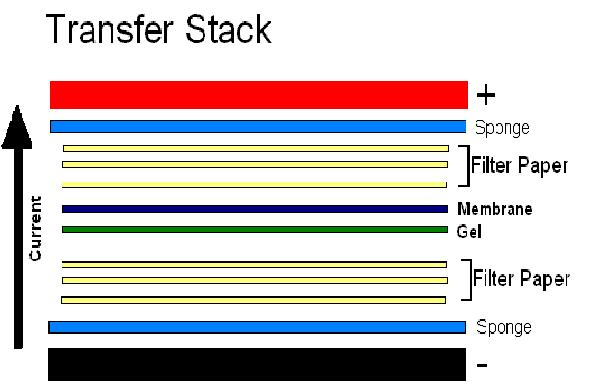 Transfer Stack
+
Sponge
Filter Paper
Membrane
Gel
Current
Filter Paper
Sponge
-